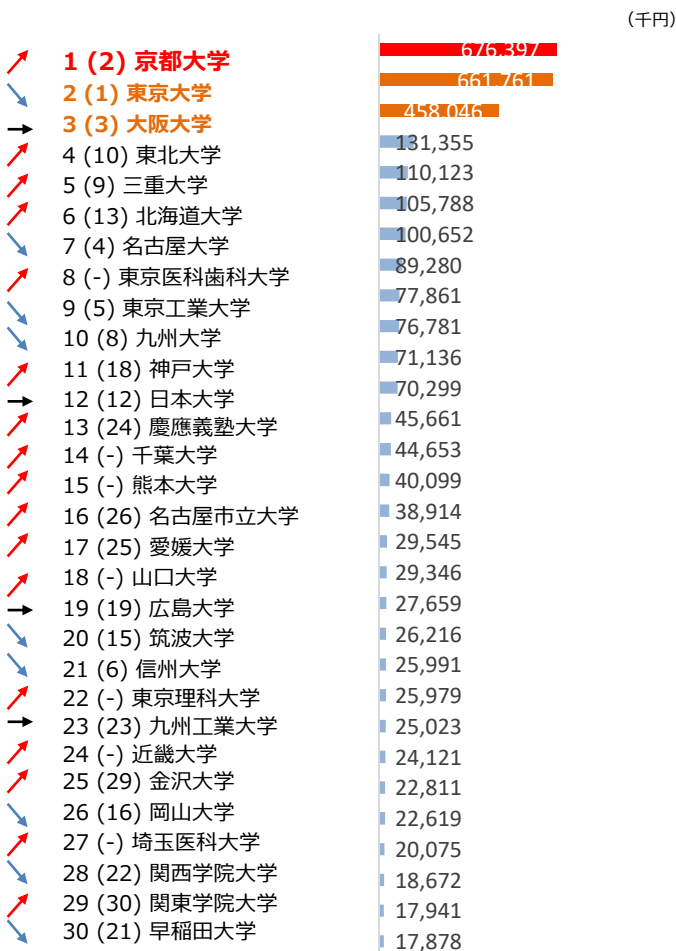 （千円）
1 (2) 京都大学 676,397
2 (1) 東京大学 661,761
3 (3) 大阪大学 458,046
4 (10) 東北大学 131,355
5 (9) 三重大学 110,123
6 (13) 北海道大学 105,788
7 (4) 名古屋大学 100,652
8 (-) 東京医科歯科大学 89,280
9 (5) 東京工業大学 77,861
10 (8) 九州大学 76,781
11 (18) 神戸大学 71,136
12 (12) 日本大学 70,299
13 (24) 慶應義塾大学 45,661
14 (-) 千葉大学 44,653
15 (-) 熊本大学 40,099
16 (26) 名古屋市立大学 38,914
17 (25) 愛媛大学 29,545
18 (-) 山口大学 29,346
19 (19) 広島大学 27,659
20 (15) 筑波大学 26,216
21 (6) 信州大学 25,991
22 (-) 東京理科大学 25,979
23 (23) 九州工業大学 25,023
24 (-) 近畿大学 24,121
25 (29) 金沢大学 22,811
26 (16) 岡山大学 22,619
27 (-) 埼玉医科大学 20,075
28 (22) 関西学院大学 18,672
29 (30) 関東学院大学 17,941
30 (21) 早稲田大学 17,878